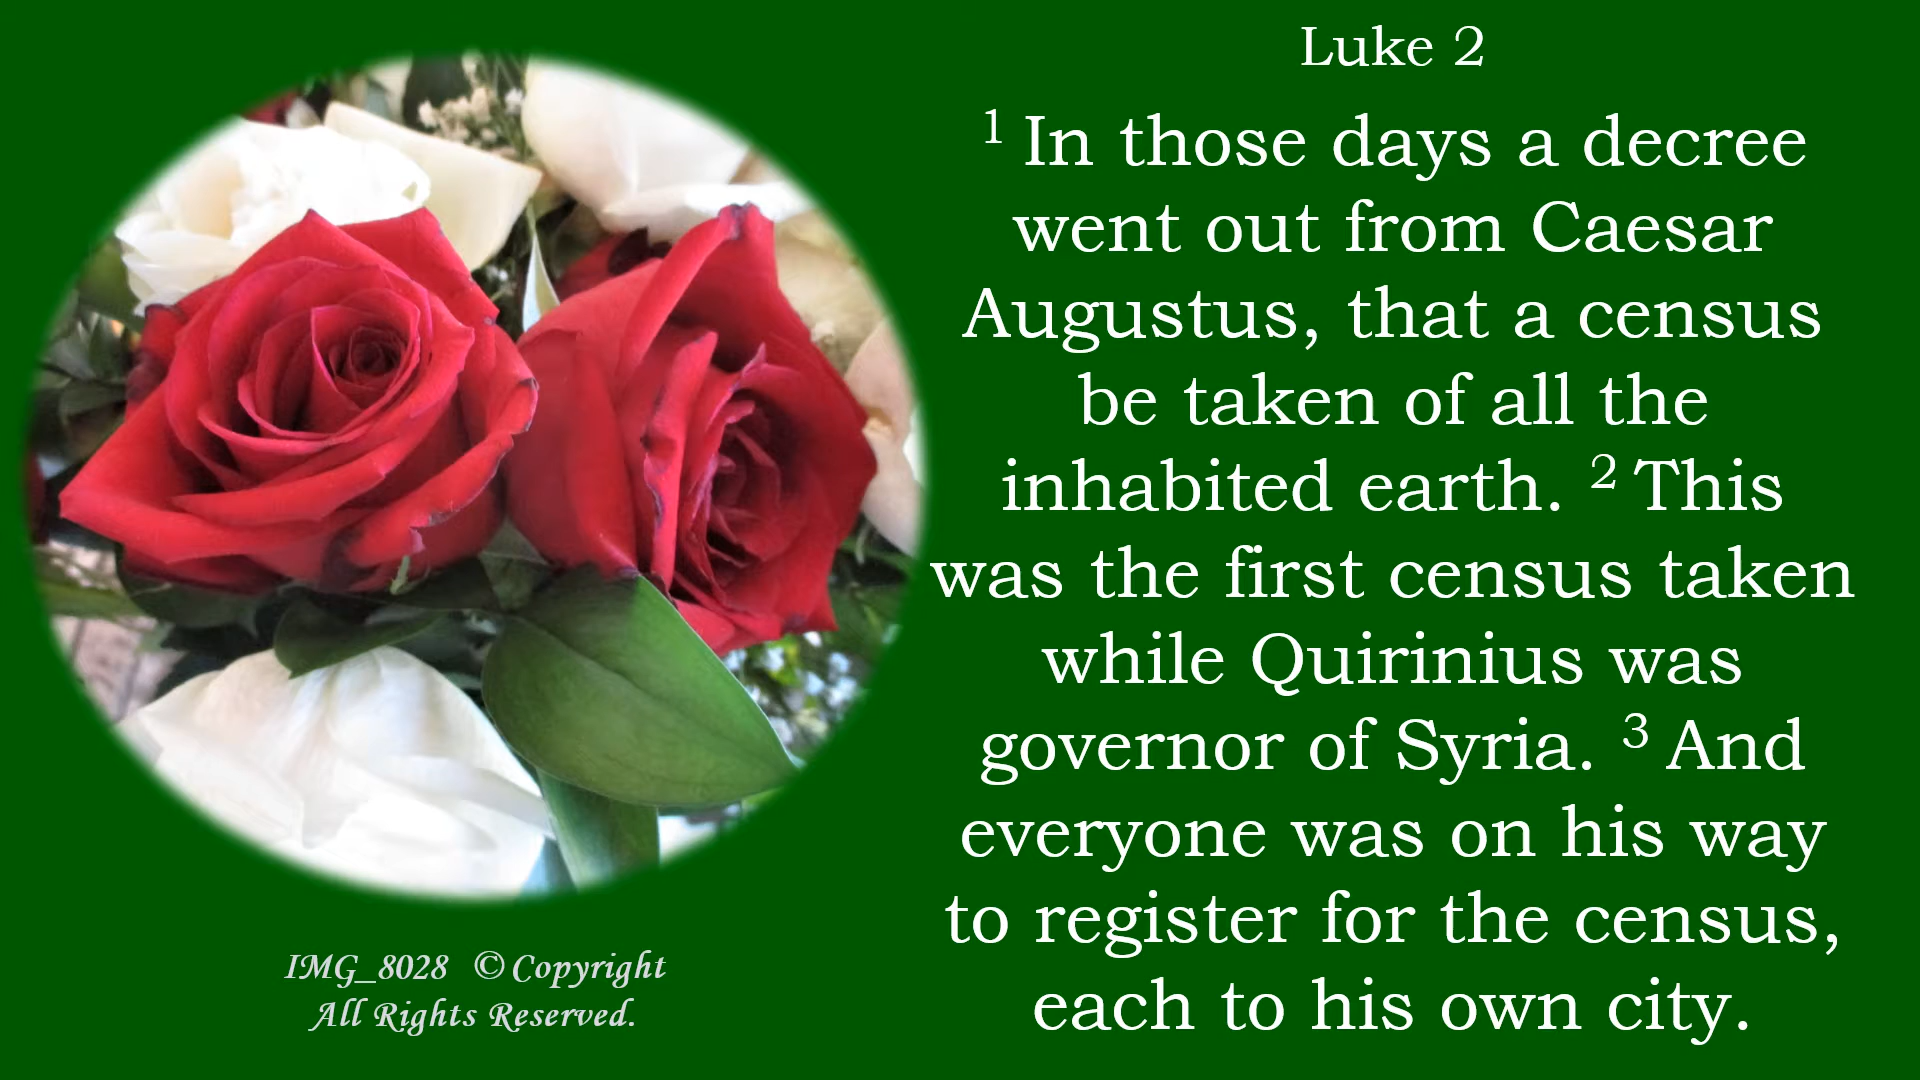 Luke 2
1 In those days a decree
went out from Caesar
Augustus, that a census
be taken of all the
inhabited earth. 2 This
was the first census taken
while Quirinius was
governor of Syria. 3 And
everyone was on his way
to register for the census,
each to his own city.
IMG_8028 © Copyright
All Rights Reserved.